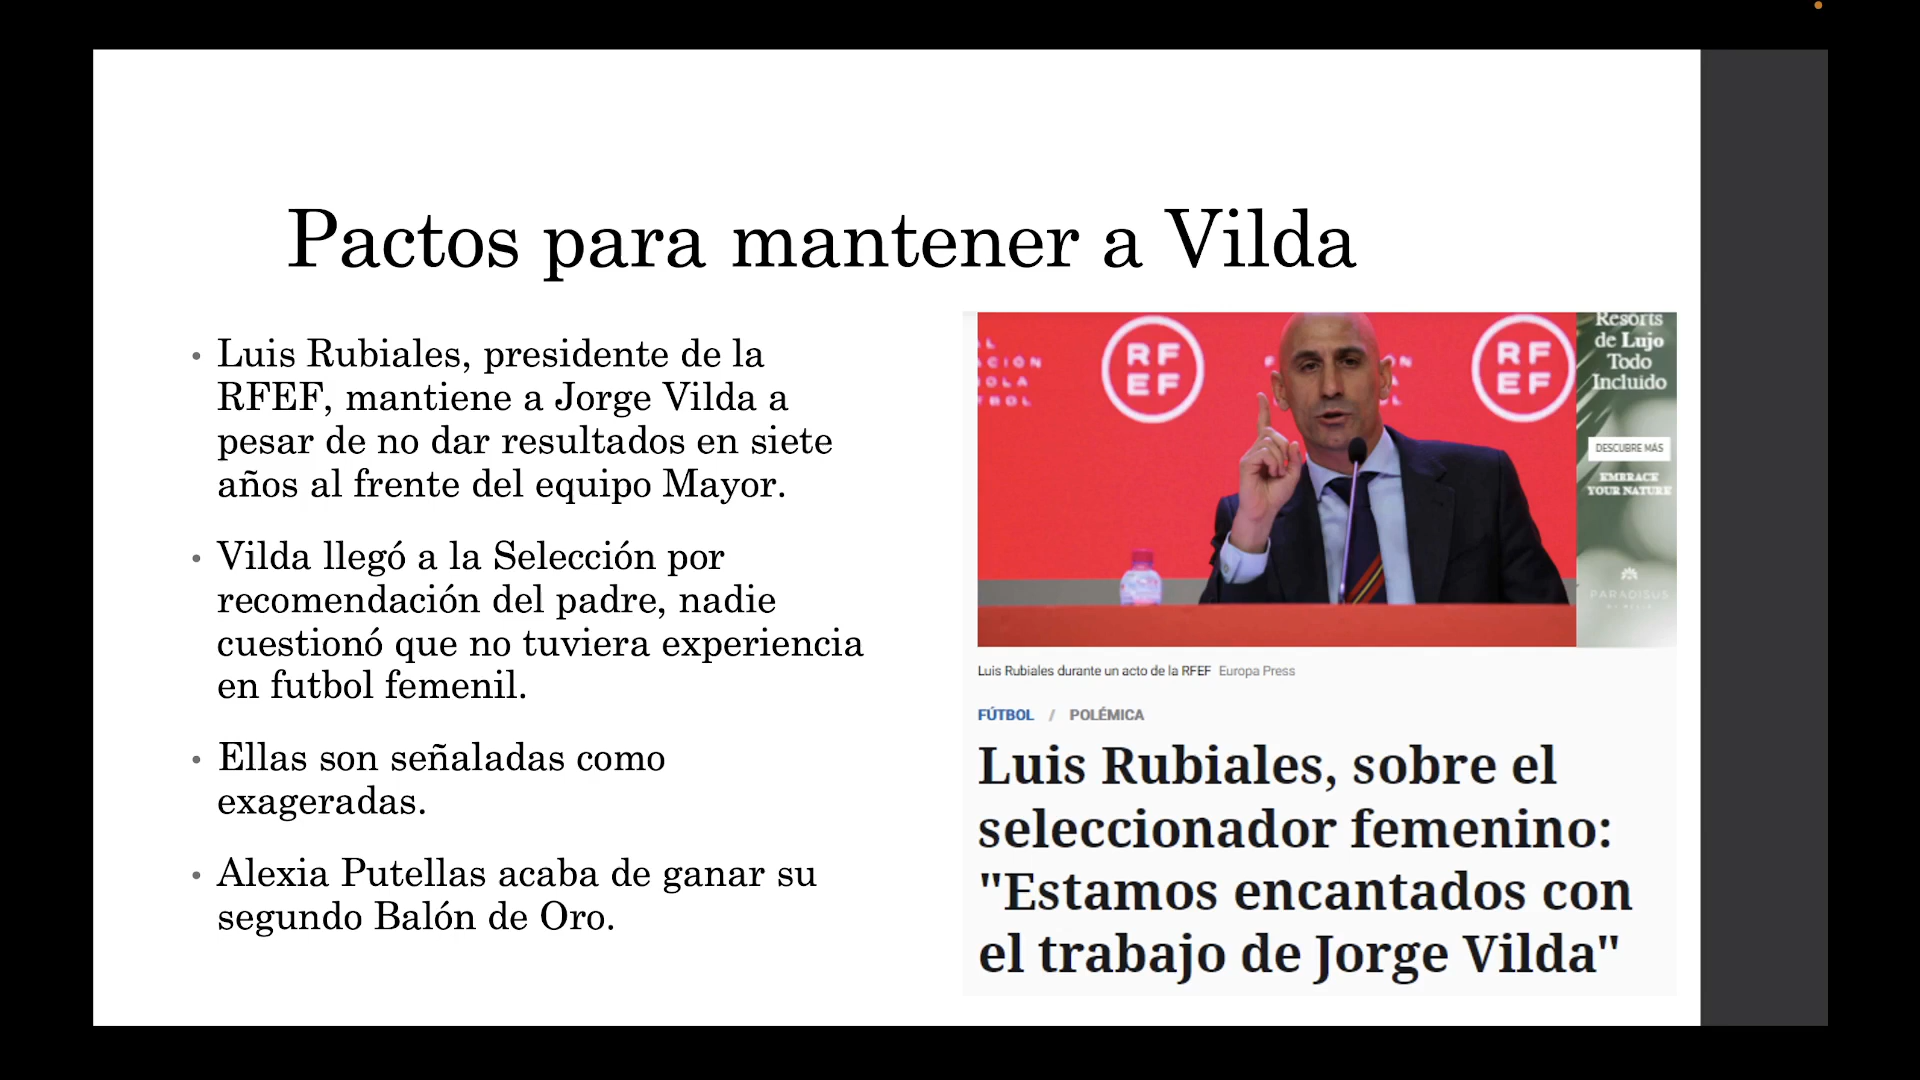 Pactos para mantener a Vilda
• Luis Rubiales, presidente de la
RFEF, mantiene a Jorge Vilda a
pesar de no dar resultados en siete
años al frente del equipo Mayor.
• Vilda llegó a la Selección por
recomendación del padre, nadie
cuestionó que no tuviera experiencia
en futbol femenil.
• Ellas son señaladas como
exageradas.
• Alexia Putellas acaba de ganar su
segundo Balón de Oro.
RF
EF
RF
EF
Resorts
de Lujo
Todo
Incluido
DESCUBRE MÁS
EMBRACE
YOUR NATURE
PARADISUS
Luis Rubiales durante un acto de la RFEF Europa Press
FÚTBOL / POLÉMICA
Luis Rubiales, sobre el
seleccionador femenino:
"Estamos encantados con
el trabajo de Jorge Vilda"